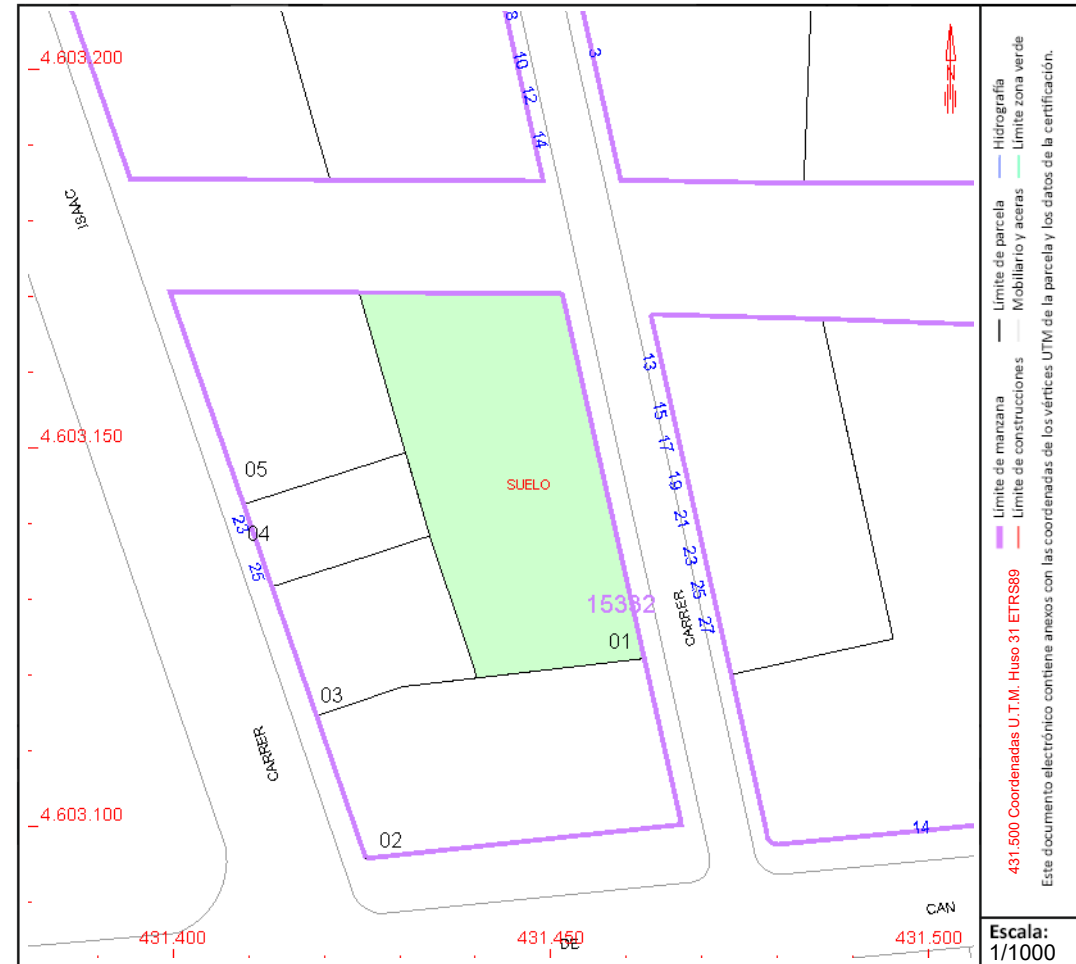 4.603.200
8
10
12
14
3
ISAAC
4.603.150
05
23
04
25
SUELO
13
15
17
19
21
23
25
27
CARRER
15382
01
03
CARRER
4.603.100
02
14
CAN
431.400
431.450
DE
431.500
N
Límite de manzana
Límite de parcela
Hidrografía
431.500 Coordenadas U.T.M. Huso 31 ETRS89
Límite de construcciones
Mobiliario y aceras
Límite zona verde
Este documento electrónico contiene anexos con las coordenadas de los vértices UTM de la parcela y los datos de la certificación.
Escala:
1/1000